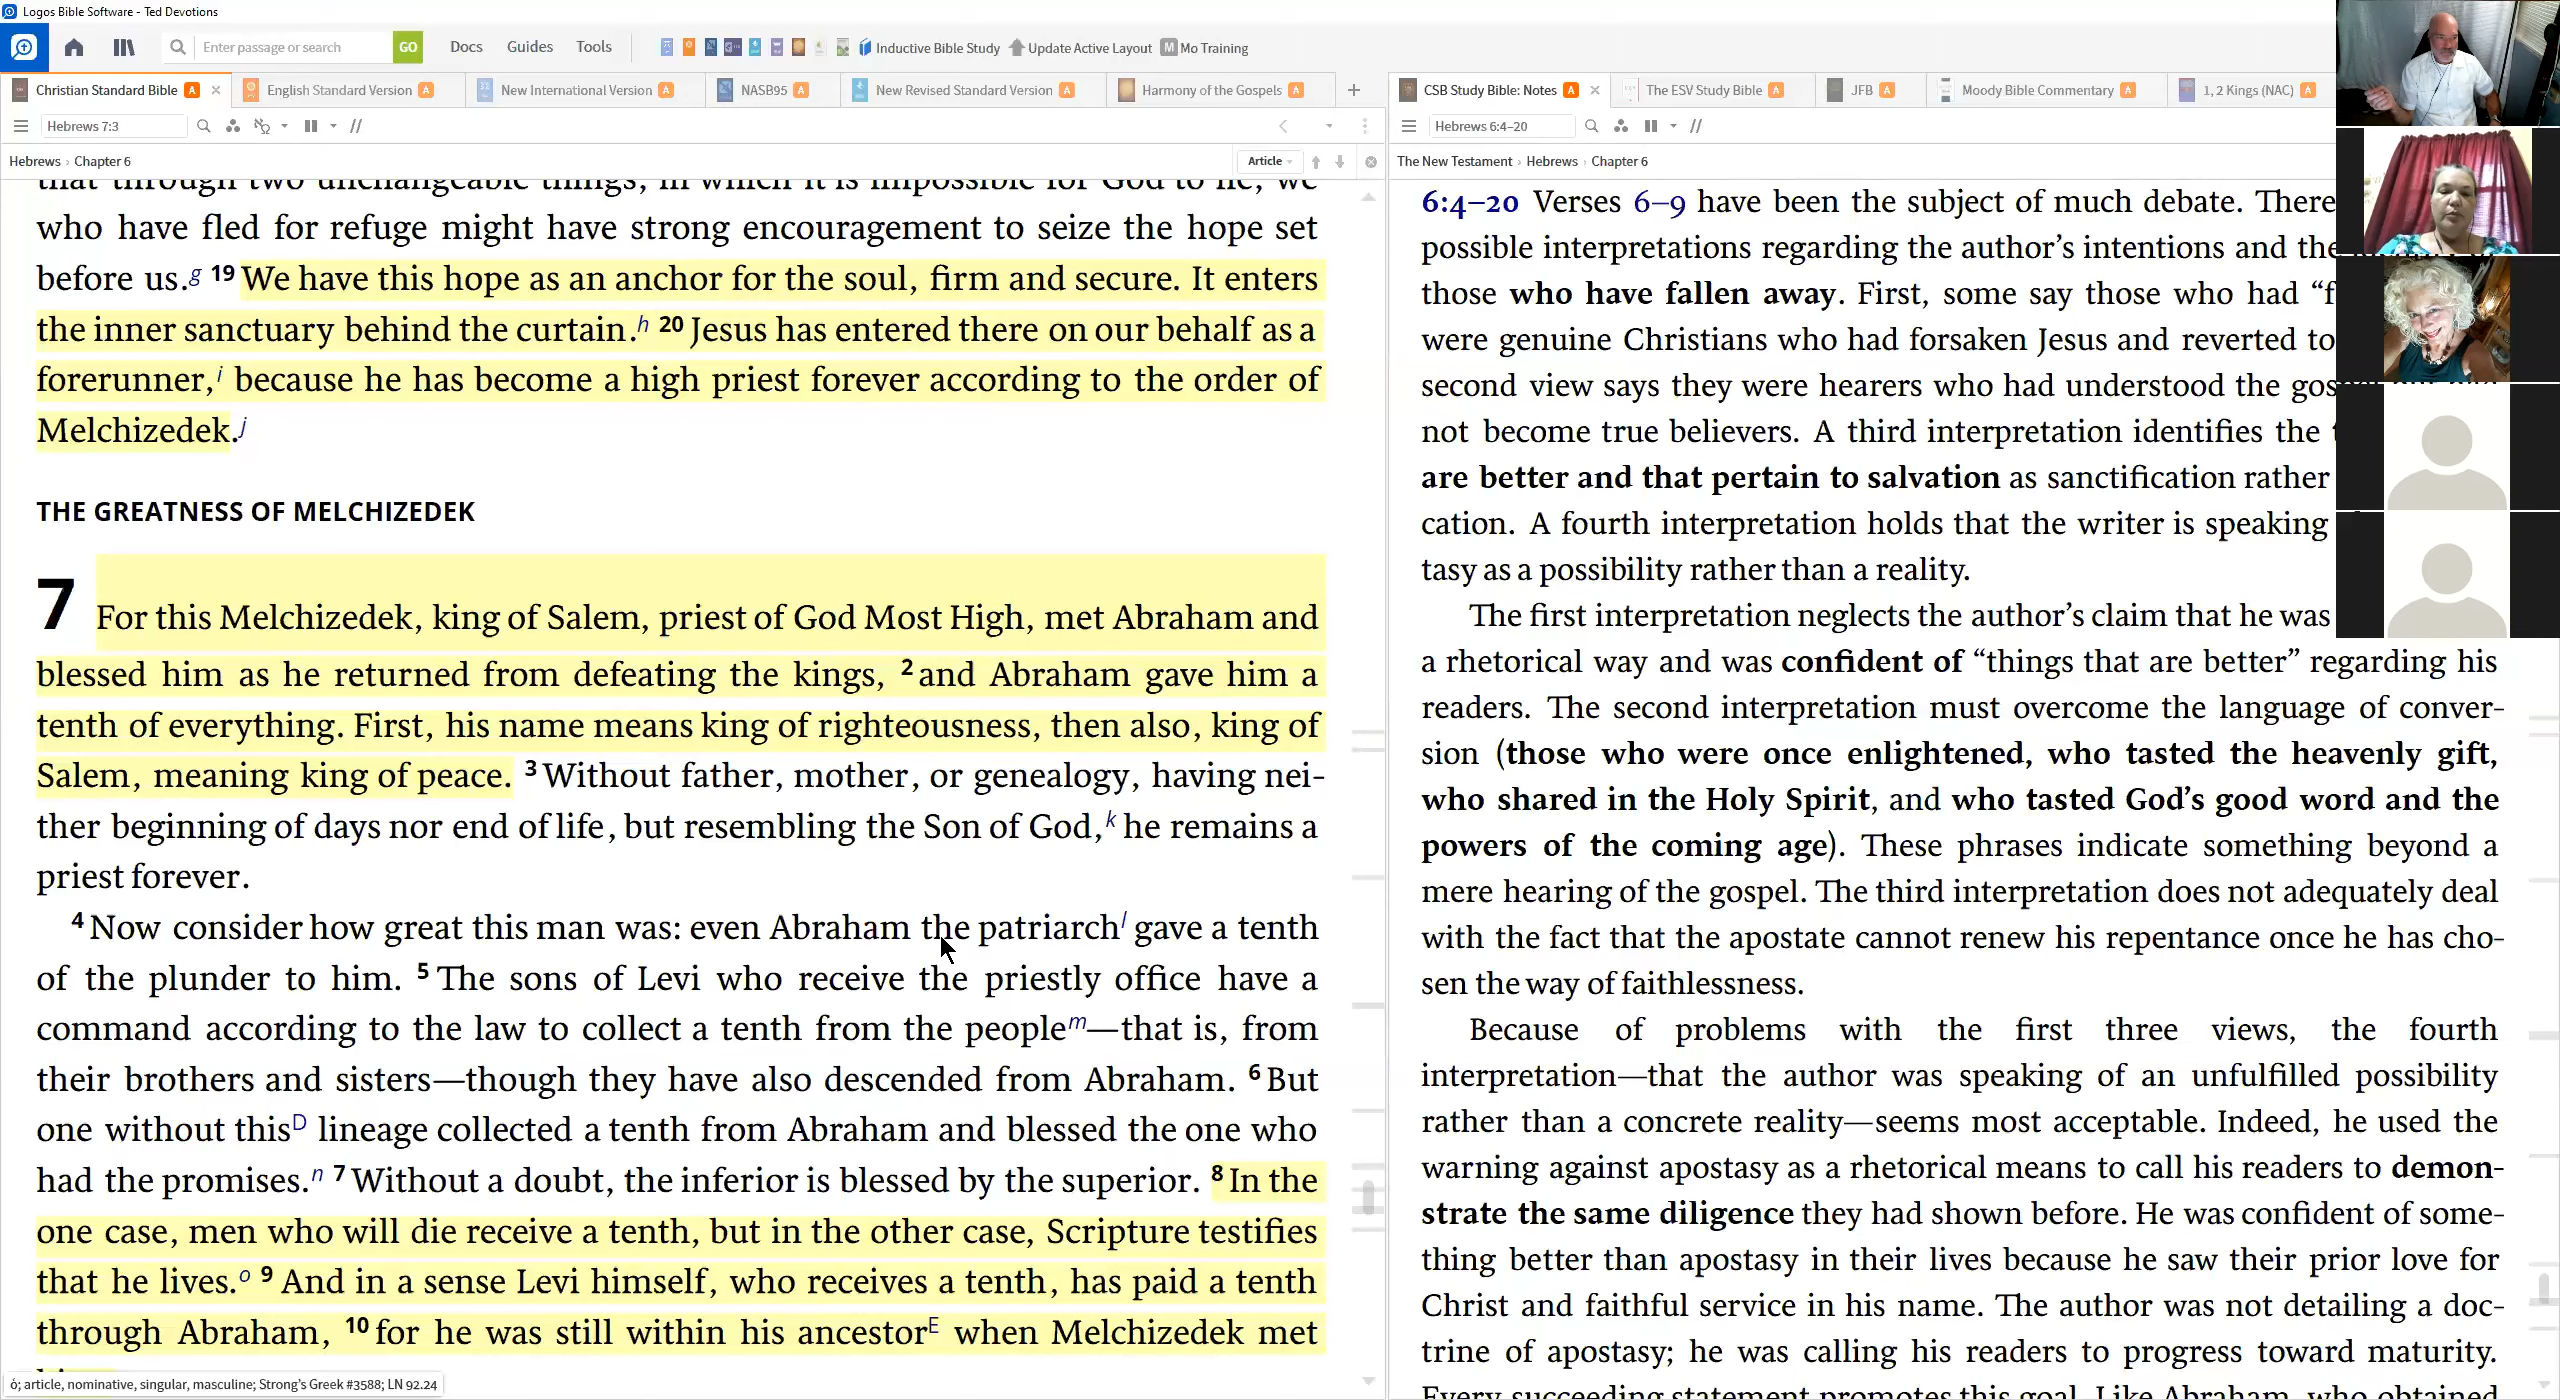 Logos Bible Software - Ted Devotions
Enter passage or search GO Docs Guides Tools Inductive Bible Study Update Active Layout M Mo Training
Christian Standard Bible A English Standard Version A New International Version A NASB95 A New Revised Standard Version A Harmony of the Gospels A
Hebrews 7:3
Hebrews › Chapter 6 Article
that through two unchangeable things, in which it is impossible for God to lie, we
who have fled for refuge might have strong encouragement to seize the hope set
before us.g 19 We have this hope as an anchor for the soul, firm and secure. It enters
the inner sanctuary behind the curtain.h 20 Jesus has entered there on our behalf as a
forerunner,i because he has become a high priest forever according to the order of
Melchizedek.j
THE GREATNESS OF MELCHIZEDEK
7 For this Melchizedek, king of Salem, priest of God Most High, met Abraham and
blessed him as he returned from defeating the kings, 2 and Abraham gave him a
tenth of everything. First, his name means king of righteousness, then also, king of
Salem, meaning king of peace. 3 Without father, mother, or genealogy, having nei-
ther beginning of days nor end of life, but resembling the Son of God,k he remains a
priest forever.
4 Now consider how great this man was: even Abraham the patriarchl gave a tenth
of the plunder to him. 5 The sons of Levi who receive the priestly office have a
command according to the law to collect a tenth from the peoplem—that is, from
their brothers and sisters—though they have also descended from Abraham. 6 But
one without thisD lineage collected a tenth from Abraham and blessed the one who
had the promises.n 7 Without a doubt, the inferior is blessed by the superior. 8 In the
one case, men who will die receive a tenth, but in the other case, Scripture testifies
that he lives.o 9 And in a sense Levi himself, who receives a tenth, has paid a tenth
through Abraham, 10 for he was still within his ancestorE when Melchizedek met
ὁ; article, nominative, singular, masculine; Strong's Greek #3588; LN 92.24
CSB Study Bible: Notes A The ESV Study Bible A JFB A Moody Bible Commentary A 1, 2 Kings (NAC) A
Hebrews 6:4–20
The New Testament › Hebrews › Chapter 6
6:4–20 Verses 6–9 have been the subject of much debate. There
possible interpretations regarding the author's intentions and the
those who have fallen away. First, some say those who had "f
were genuine Christians who had forsaken Jesus and reverted to
second view says they were hearers who had understood the gos
not become true believers. A third interpretation identifies the
are better and that pertain to salvation as sanctification rather
cation. A fourth interpretation holds that the writer is speaking
tasy as a possibility rather than a reality.
The first interpretation neglects the author's claim that he was
a rhetorical way and was confident of "things that are better" regarding his
readers. The second interpretation must overcome the language of conver-
sion (those who were once enlightened, who tasted the heavenly gift,
who shared in the Holy Spirit, and who tasted God's good word and the
powers of the coming age). These phrases indicate something beyond a
mere hearing of the gospel. The third interpretation does not adequately deal
with the fact that the apostate cannot renew his repentance once he has cho-
sen the way of faithlessness.
Because of problems with the first three views, the fourth
interpretation—that the author was speaking of an unfulfilled possibility
rather than a concrete reality—seems most acceptable. Indeed, he used the
warning against apostasy as a rhetorical means to call his readers to demon-
strate the same diligence they had shown before. He was confident of some-
thing better than apostasy in their lives because he saw their prior love for
Christ and faithful service in his name. The author was not detailing a doc-
trine of apostasy; he was calling his readers to progress toward maturity.
Every succeeding statement promotes this goal. Like Abraham, who obtained